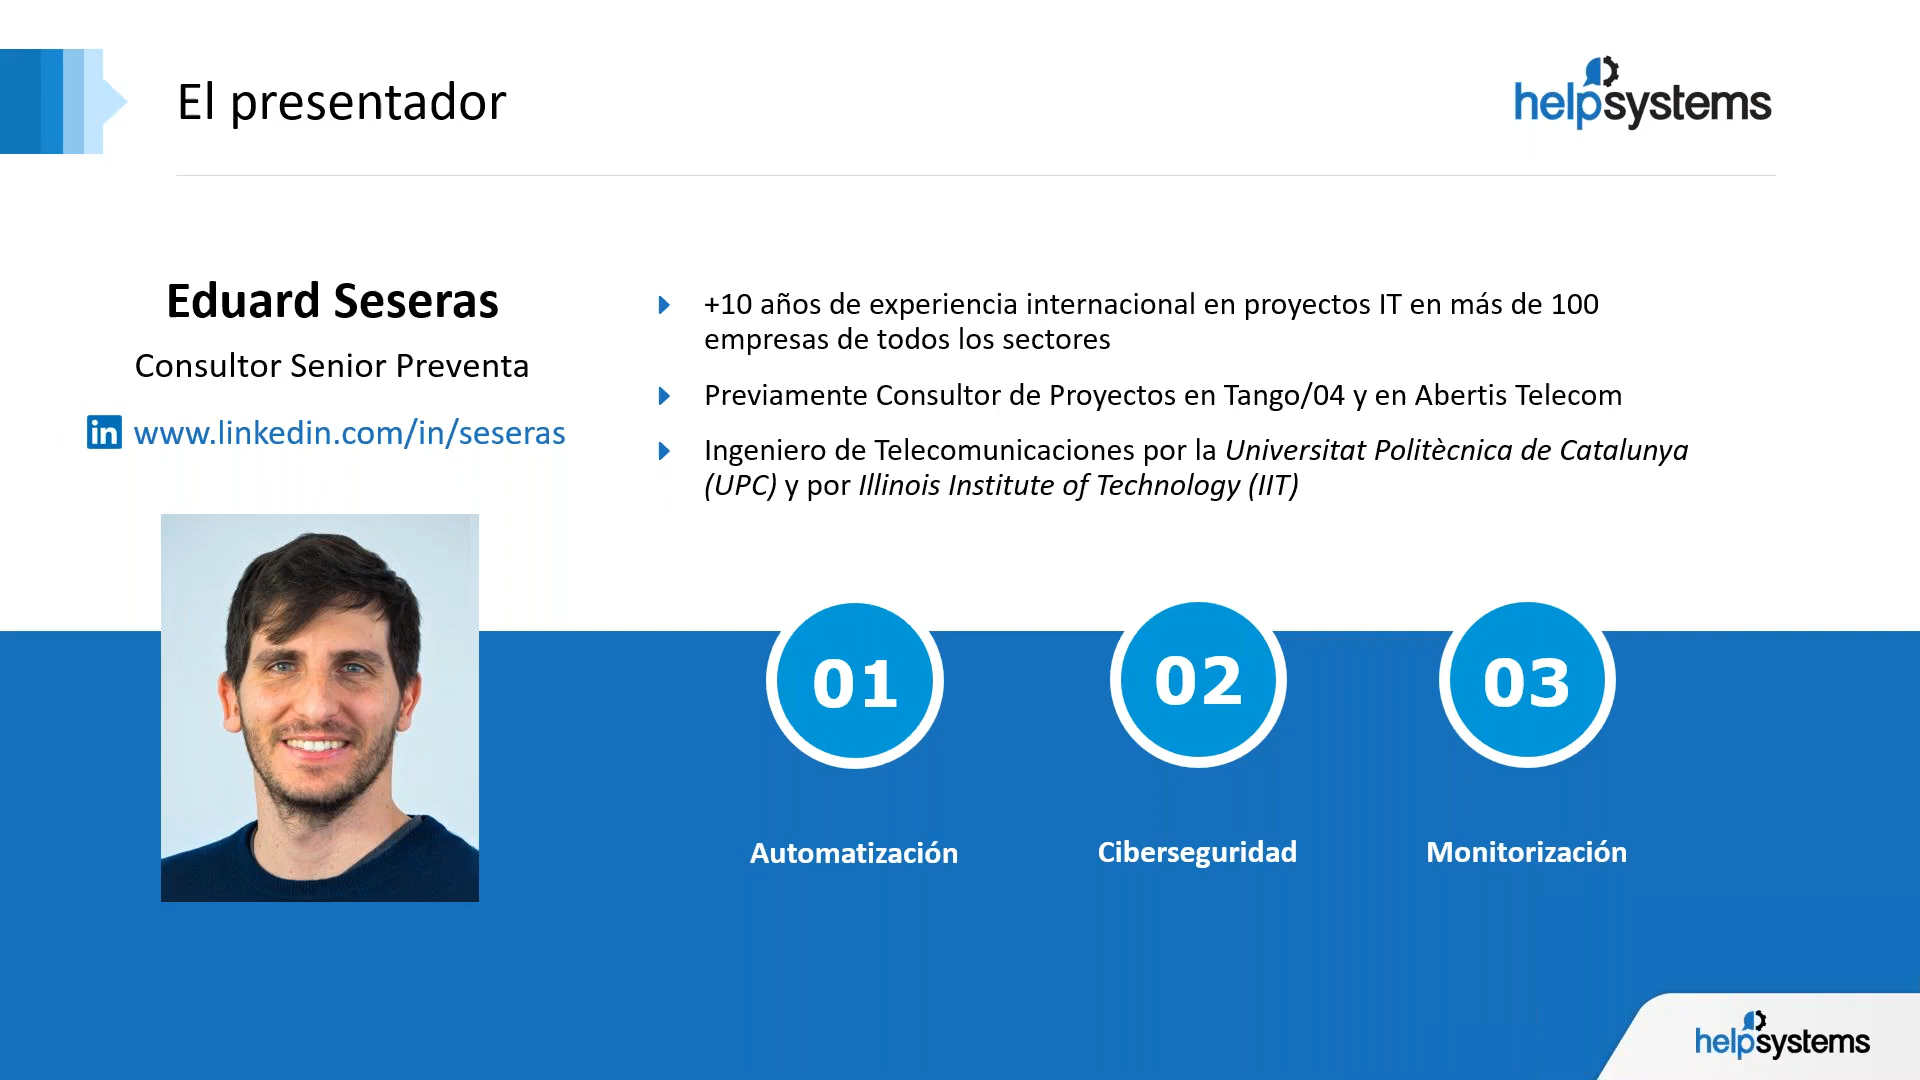 El presentador
helpsystems
Eduard Seseras
Consultor Senior Preventa
in www.linkedin.com/in/seseras
+10 años de experiencia internacional en proyectos IT en más de 100
empresas de todos los sectores
Previamente Consultor de Proyectos en Tango/04 y en Abertis Telecom
Ingeniero de Telecomunicaciones por la Universitat Politècnica de Catalunya
(UPC) y por Illinois Institute of Technology (IIT)
01
02
03
Automatización
Ciberseguridad
Monitorización
helpsystems